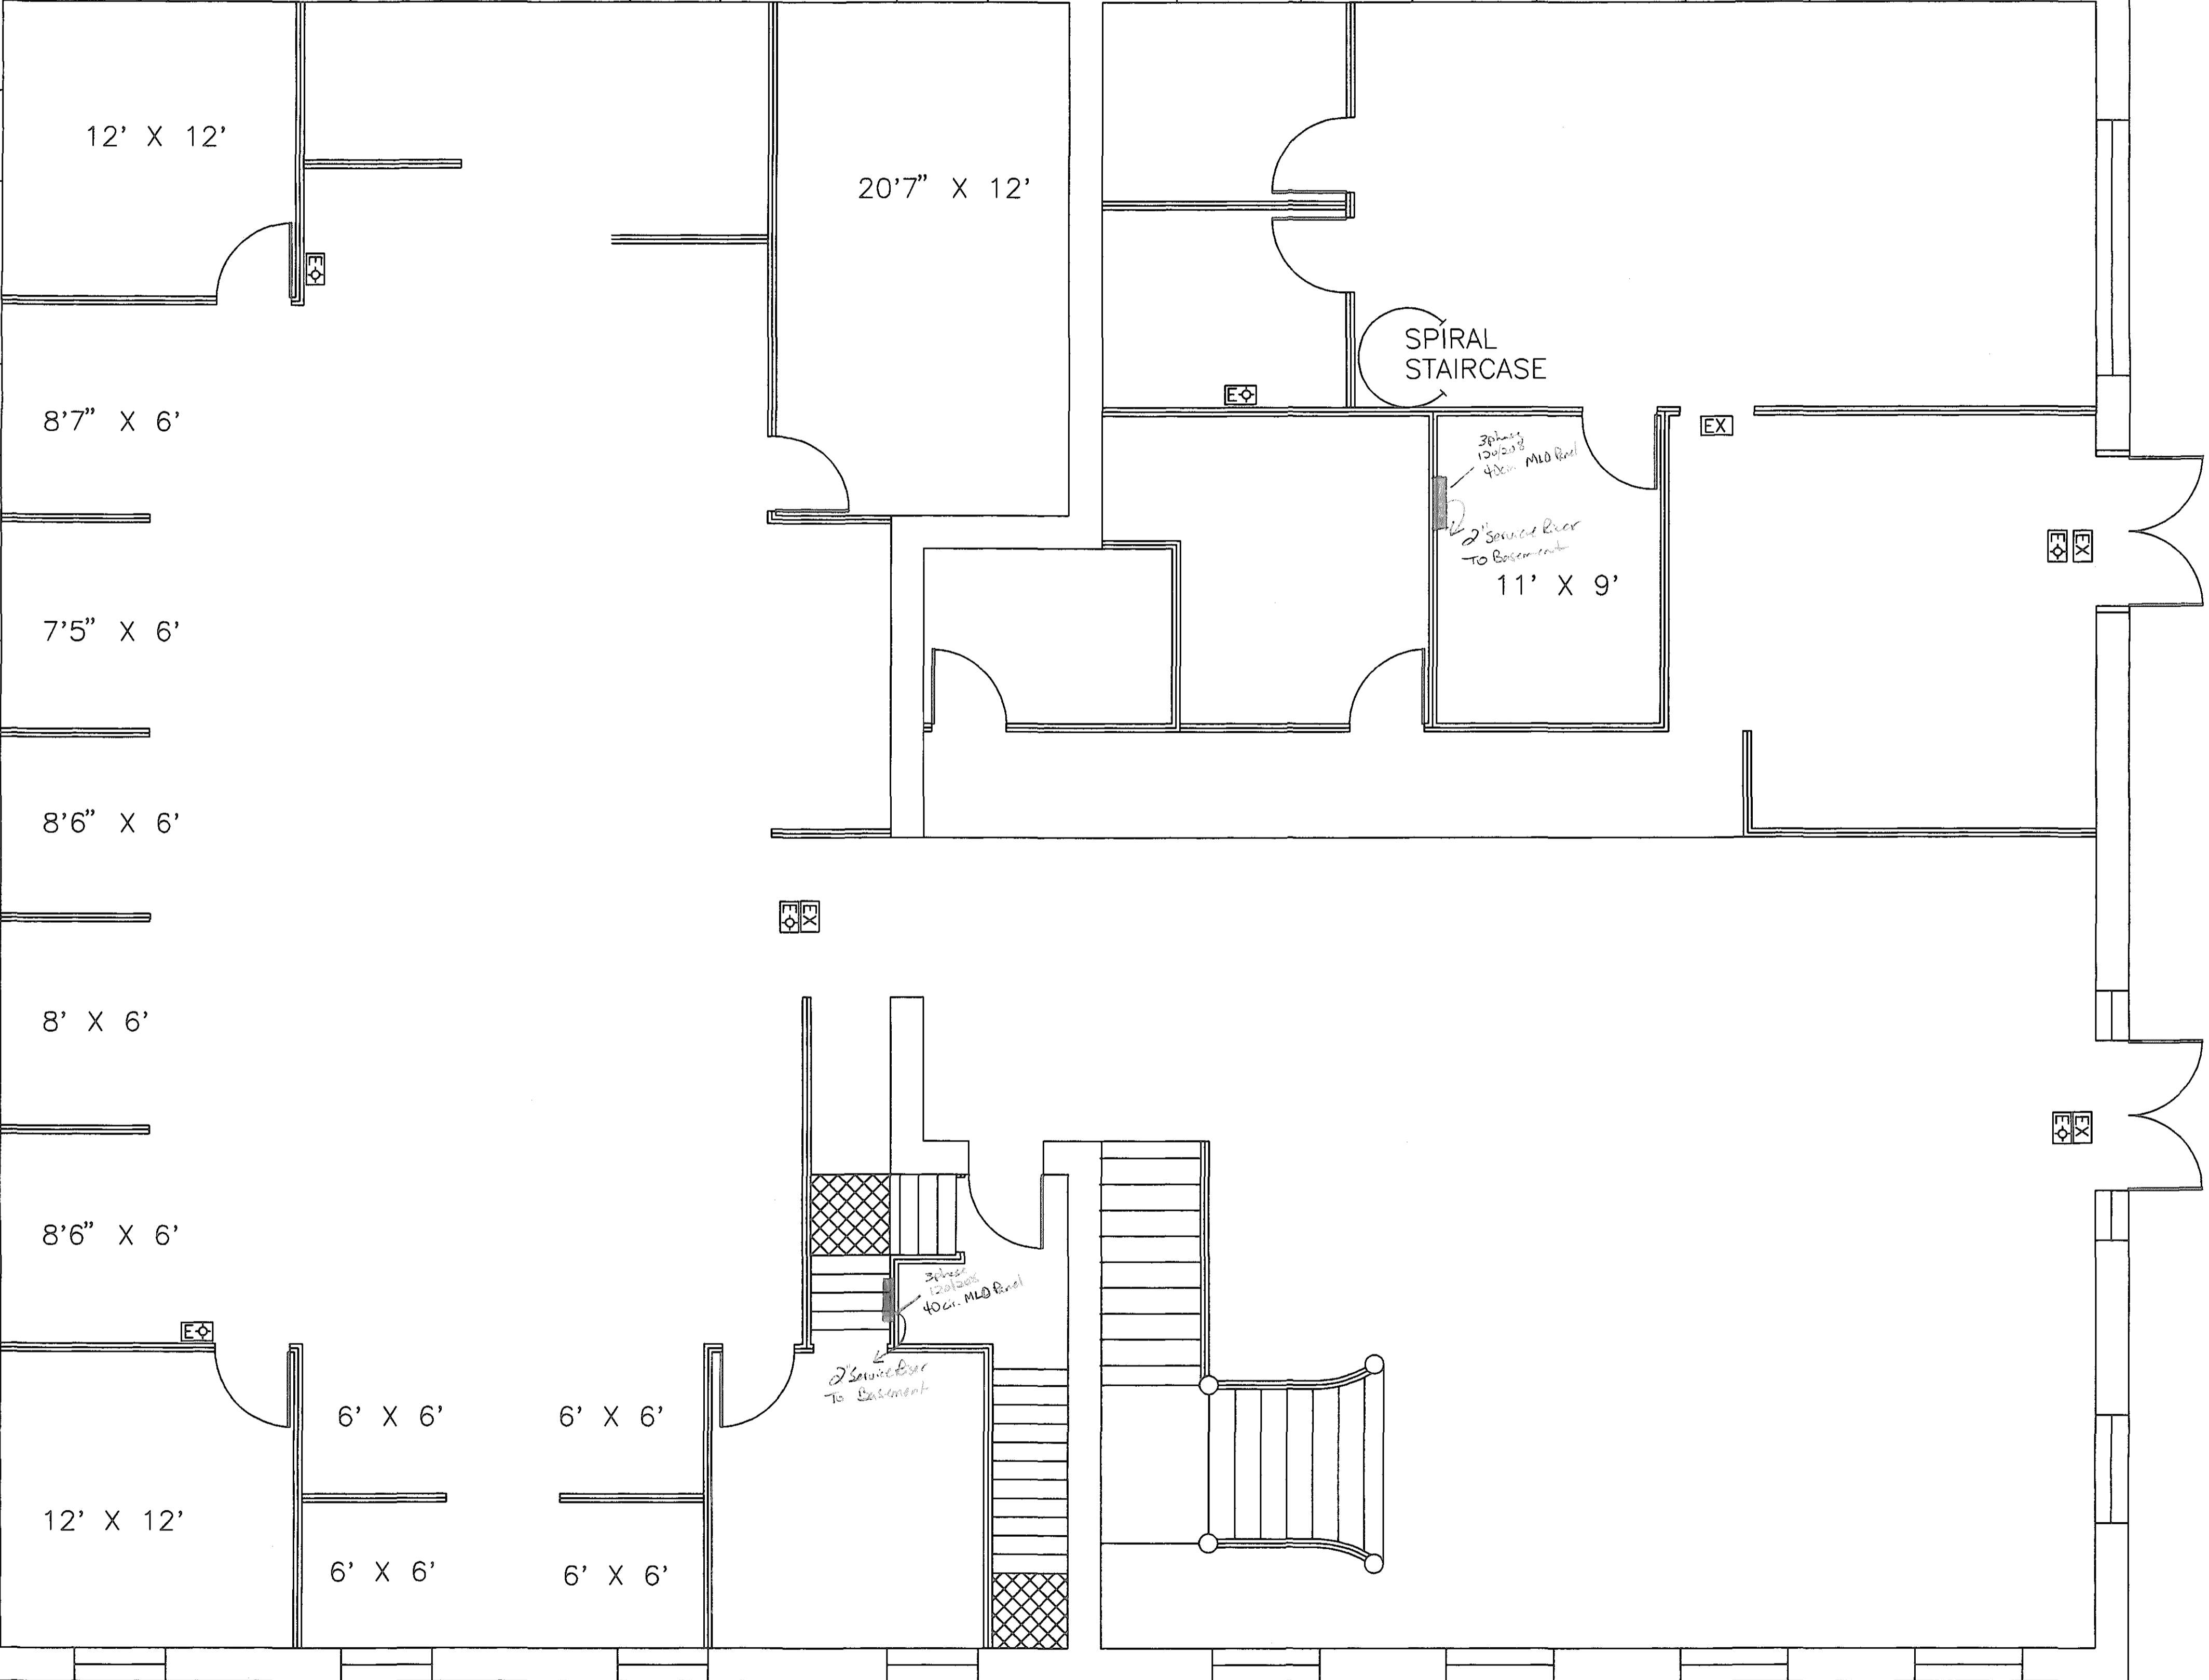 12' X 12'
20'7" X 12'
E
SPIRAL
STAIRCASE
E
8'7" X 6'
EX
3phase
120/208
40cir. MLO Panel
2" Service Riser
To Basement
E EX
11' X 9'
7'5" X 6'
8'6" X 6'
E EX
8' X 6'
E EX
8'6" X 6'
3phase
120/208
40 cir. MLO Panel
E
2" Service Riser
To Basement
6' X 6'
6' X 6'
12' X 12'
6' X 6'
6' X 6'